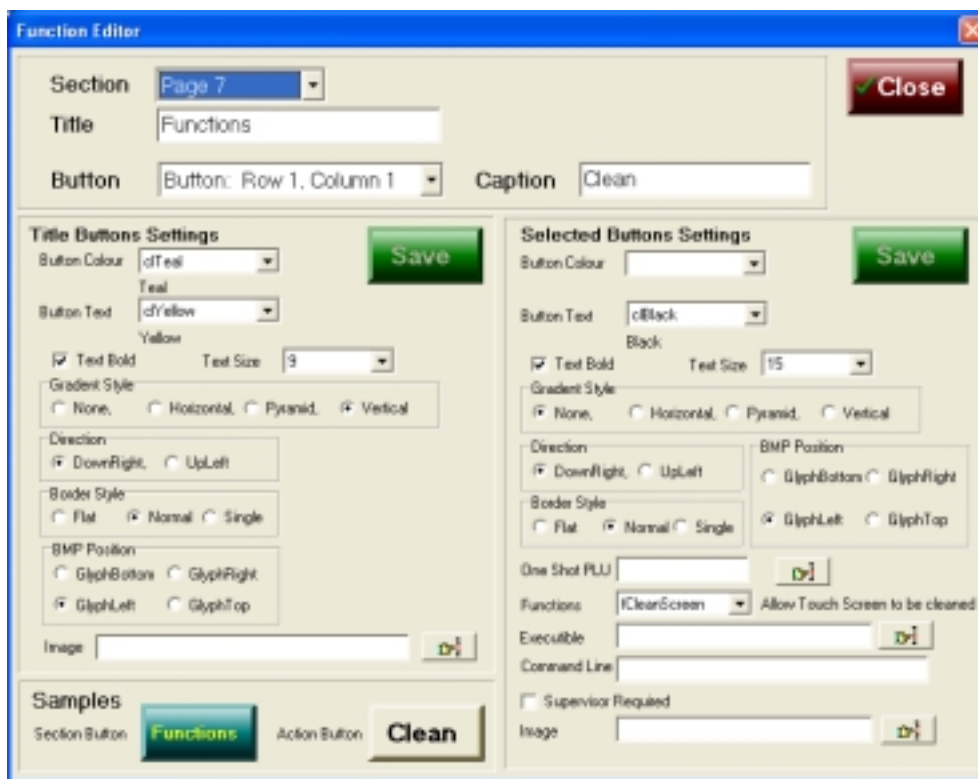 Function Editor
Section Page 7
Close
Title Functions
Button Button: Row 1, Column 1 Caption Clean
Title Buttons Settings
Save
Button Colour clTeal
Teal
Button Text clYellow
Yellow
Text Bold Text Size 9
Gradent Style
None, Horizontal, Pyramid, Vertical
Direction
DownRight, UpLeft
Border Style
Flat Normal Single
BMP Position
GlyphBottom GlyphRight
GlyphLeft GlyphTop
Image
Samples
Section Button Functions Action Button Clean
Selected Buttons Settings
Save
Button Colour
Button Text clBlack
Black
Text Bold Text Size 15
Gradent Style
None, Horizontal, Pyramid, Vertical
Direction
DownRight, UpLeft
BMP Position
GlyphBottom GlyphRight
GlyphLeft GlyphTop
Border Style
Flat Normal Single
One Shot PLU
Functions fCleanScreen Allow Touch Screen to be cleaned
Executible
Command Line
Supervisor Required
Image